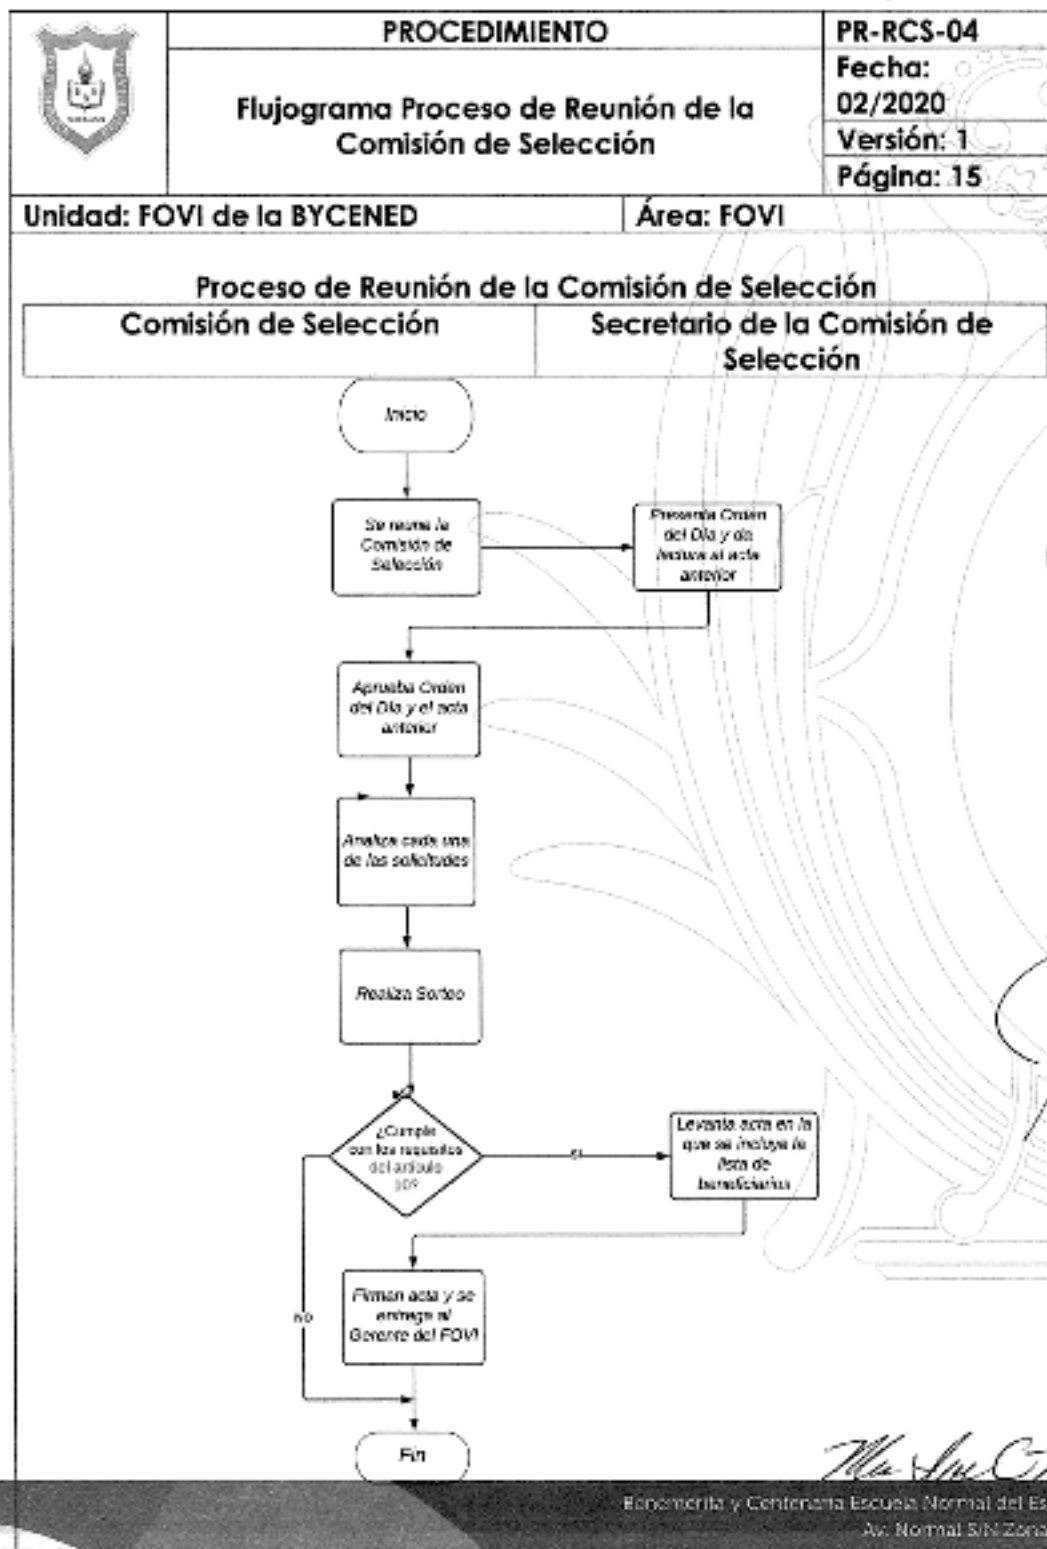 PROCEDIMIENTO
Flujograma Proceso de Reunión de la
Comisión de Selección
PR-RCS-04
Fecha:
02/2020
Versión: 1
Página: 15
Unidad: FOVI de la BYCENED
Área: FOVI
Proceso de Reunión de la Comisión de Selección
Comisión de Selección
Secretario de la Comisión de
Selección
Inicio
Se reune la
Comisión de
Selección
Presenta Orden
del Día y da
lectura al acta
anterior
Aprueba Orden
del Día y el acta
anterior
Analiza cada una
de las solicitudes
Realiza Sorteo
¿Cumple
con los requisitos
del artículo
10?
SI
Levanta acta en la
que se incluye la
lista de
beneficiarios
NO
Firman acta y se
entrega al
Gerente del FOVI
Fin
Benemérita y Centenaria Escuela Normal del Es
Av. Normal S/N Zona